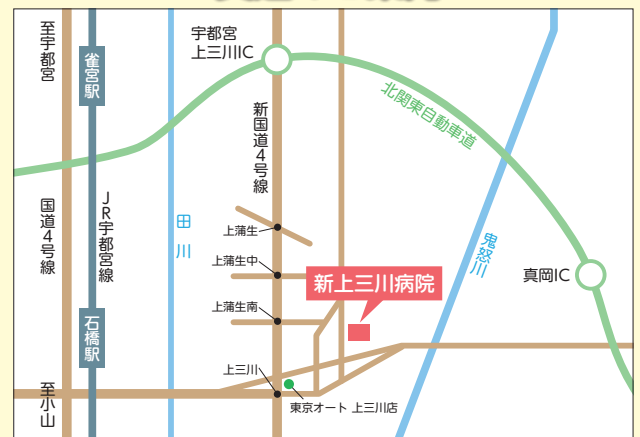 至宇都宮
雀宮駅
宇都宮
上三川IC
新国道4号線
北関東自動車道
国道4号線
JR宇都宮線
田川
鬼怒川
上蒲生
上蒲生中
上蒲生南
新上三川病院
真岡IC
石橋駅
上三川
至小山
東京オート 上三川店